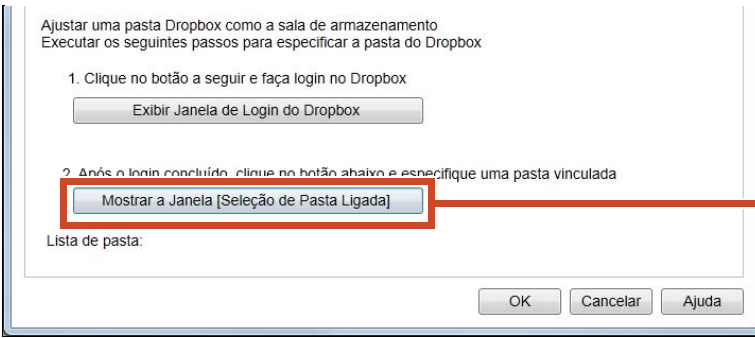 Ajustar uma pasta Dropbox como a sala de armazenamento
Executar os seguintes passos para especificar a pasta do Dropbox
1. Clique no botão a seguir e faça login no Dropbox
Exibir Janela de Login do Dropbox
2. Após o login concluído, clique no botão abaixo e especifique uma pasta vinculada
Mostrar a Janela [Seleção de Pasta Ligada]
Lista de pasta:
OK Cancelar Ajuda